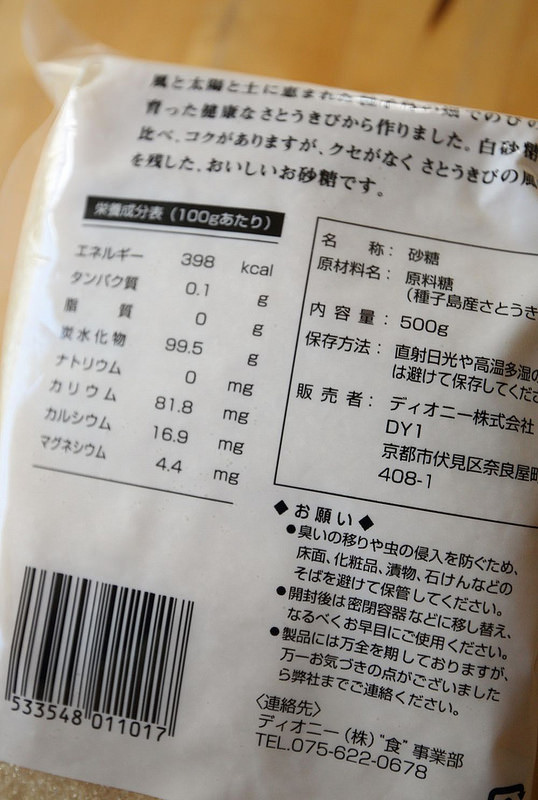 風と太陽と土に恵まれた
育った健康なさとうきびから作りました。白砂糖
比べ、コクがありますが、クセがなく さとうきびの風
を残した、おいしいお砂糖です。
栄養成分表(100gあたり)
エネルギー 398 kcal
タンパク質 0.1 g
脂質 0 g
炭水化物 99.5 g
ナトリウム 0 mg
カリウム 81.8 mg
カルシウム 16.9 mg
マグネシウム 4.4 mg
名称: 砂糖
原材料名: 原料糖
(種子島産さとうき
内容量: 500g
保存方法: 直射日光や高温多湿の
は避けて保存してくださ
販売者: ディオニー株式会社
DY1
京都市伏見区奈良屋町
408-1
◆お願い◆
●臭いの移りや虫の侵入を防ぐため、
床面、化粧品、漬物、石けんなどの
そばを避けて保管してください。
●開封後は密閉容器などに移し替え、
なるべくお早目にご使用ください。
●製品には万全を期しておりますが、
万一お気づきの点がございました
ら弊社までご連絡ください。
〈連絡先〉
ディオニー(株)"食"事業部
TEL.075-622-0678
533548 011017